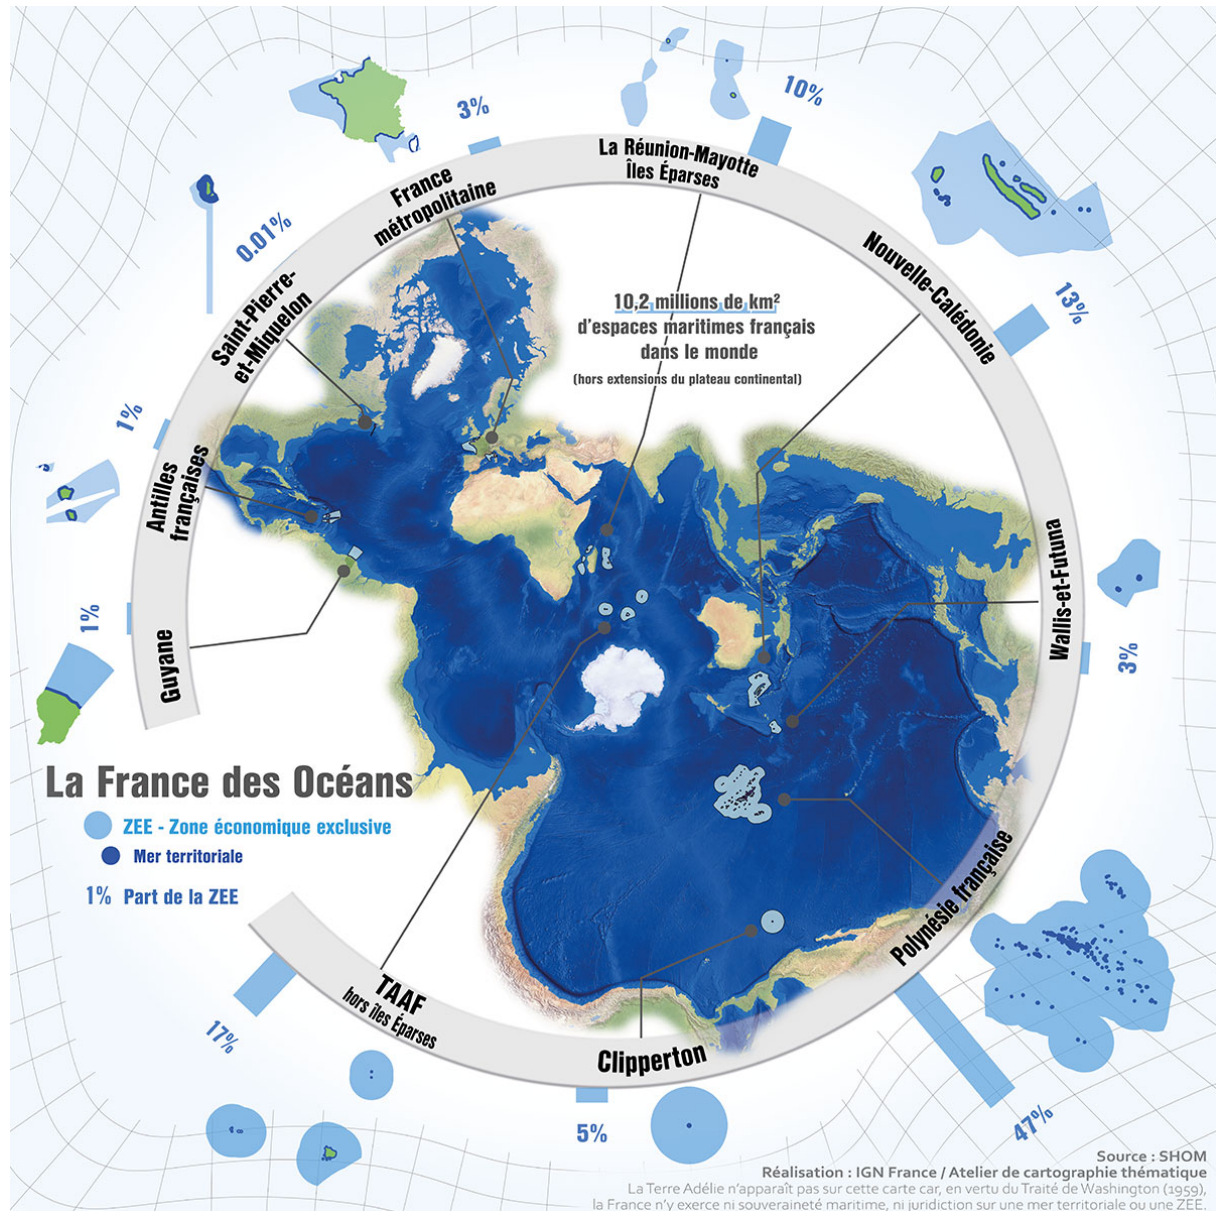 3%
10%
La Réunion-Mayotte
Îles Éparses
France
métropolitaine
0.01%
Nouvelle-Calédonie
13%
Saint-Pierre-
et-Miquelon
10,2 millions de km²
d'espaces maritimes français
dans le monde
(hors extensions du plateau continental)
1%
Antilles
françaises
Wallis-et-Futuna
3%
1%
Guyane
La France des Océans
ZEE - Zone économique exclusive
Mer territoriale
1% Part de la ZEE
Polynésie française
47%
TAAF
hors îles Éparses
17%
Clipperton
5%
Source : SHOM
Réalisation : IGN France / Atelier de cartographie thématique
La Terre Adélie n'apparaît pas sur cette carte car, en vertu du Traité de Washington (1959),
la France n'y exerce ni souveraineté maritime, ni juridiction sur une mer territoriale ou une ZEE.